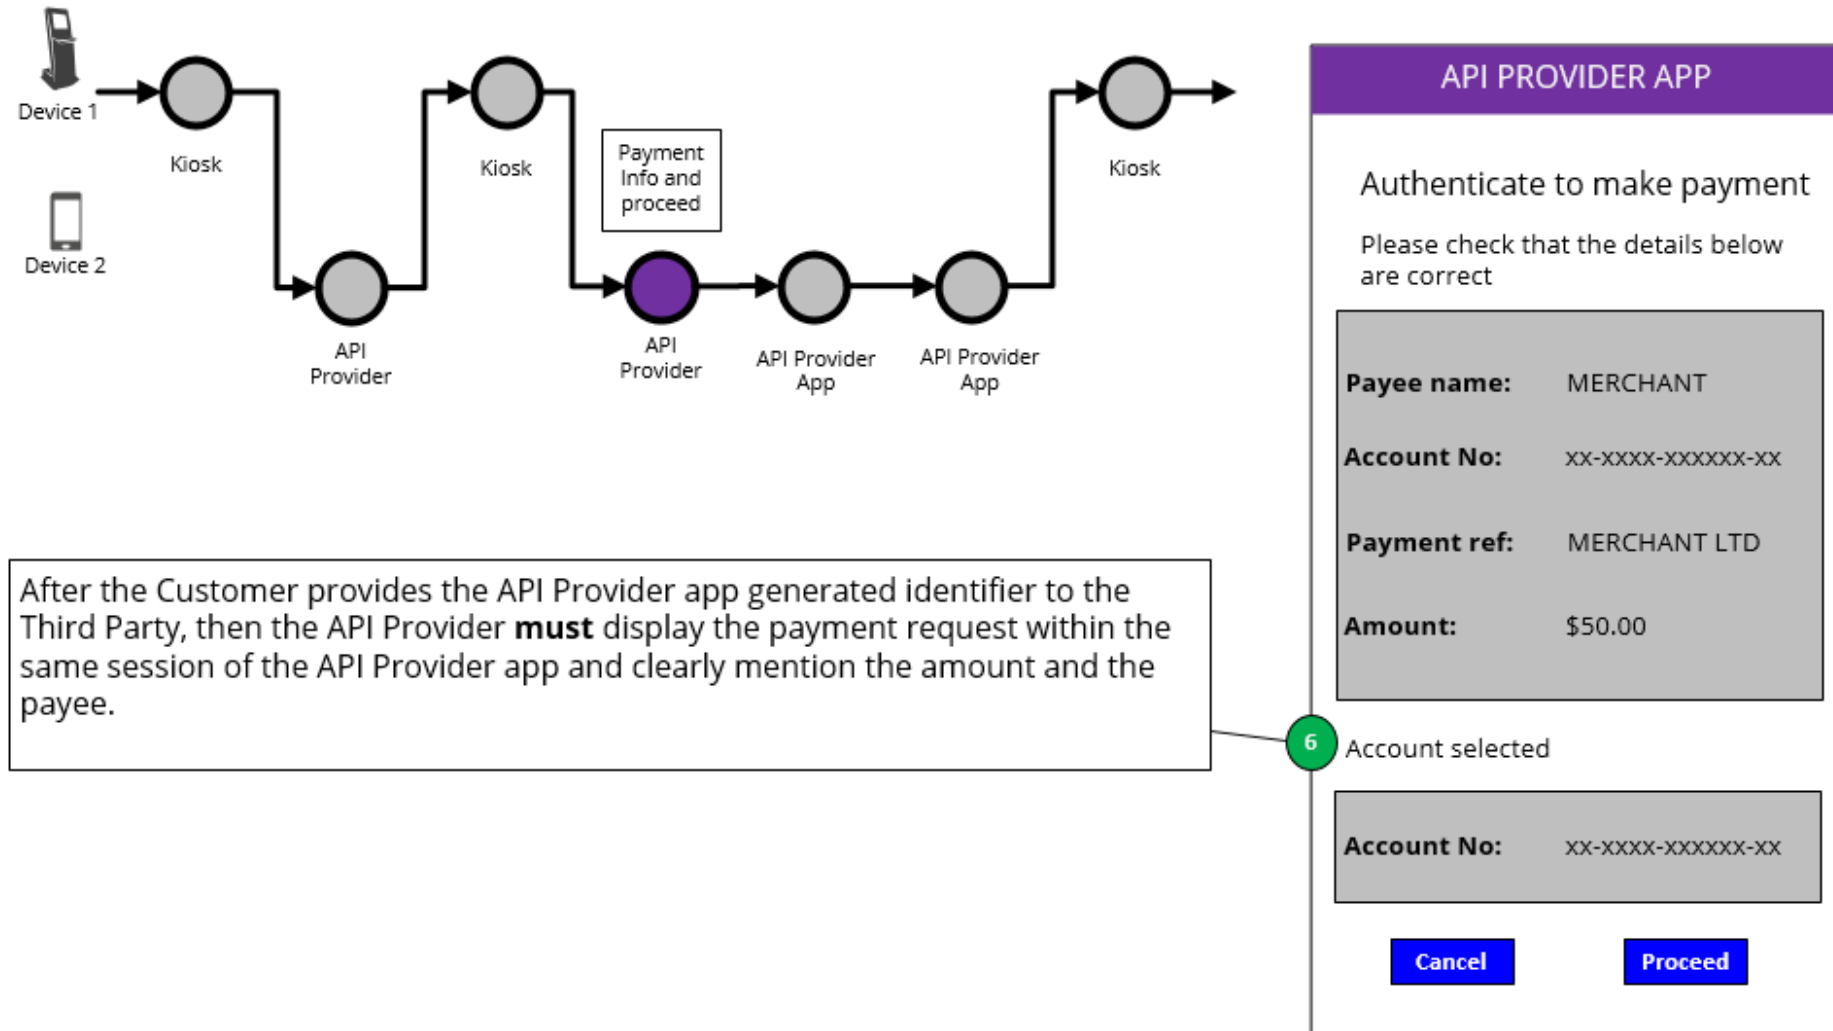 Device 1
Device 2
Kiosk
API
Provider
Kiosk
Payment
Info and
proceed
API
Provider
API Provider
App
API Provider
App
Kiosk
After the Customer provides the API Provider app generated identifier to the
Third Party, then the API Provider must display the payment request within the
same session of the API Provider app and clearly mention the amount and the
payee.
6
API PROVIDER APP
Authenticate to make payment
Please check that the details below
are correct
Payee name: MERCHANT
Account No: xx-xxxx-xxxxxx-xx
Payment ref: MERCHANT LTD
Amount: $50.00
Account selected
Account No: xx-xxxx-xxxxxx-xx
Cancel Proceed